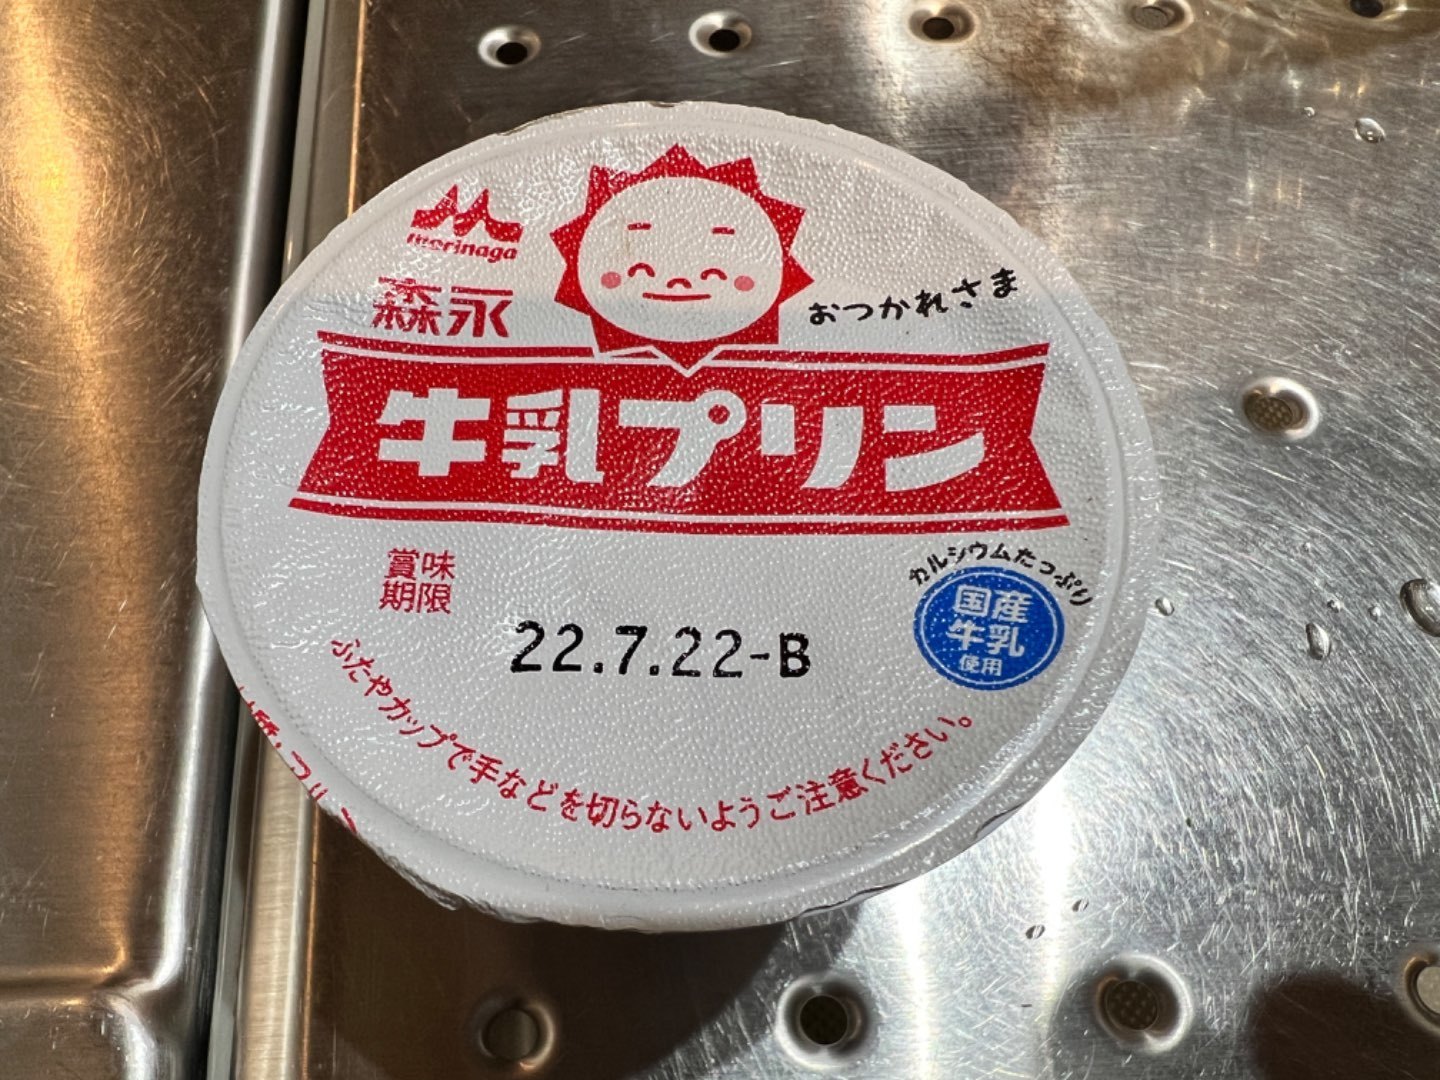 morinaga
森永
おつかれさま
牛乳プリン
賞味
期限
22.7.22-B
カルシウムたっぷり
国産
牛乳
使用
ふたやカップで手などを切らないようご注意ください。